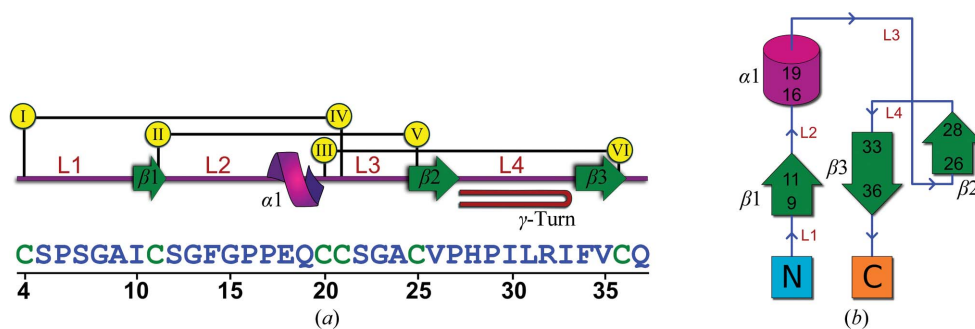 I IV
II V
III VI
L1 L2 L3 L4
β1 β2 β3
α1
γ-Turn
CSPSGAICSGFGPPEQCCSGACVPHPILRIFVCQ
4 10 15 20 25 30 35
(a)
L3
α1 19
16
L4
L2 33 28
β3 26
β1 11 36 β2
9
L1
N C
(b)